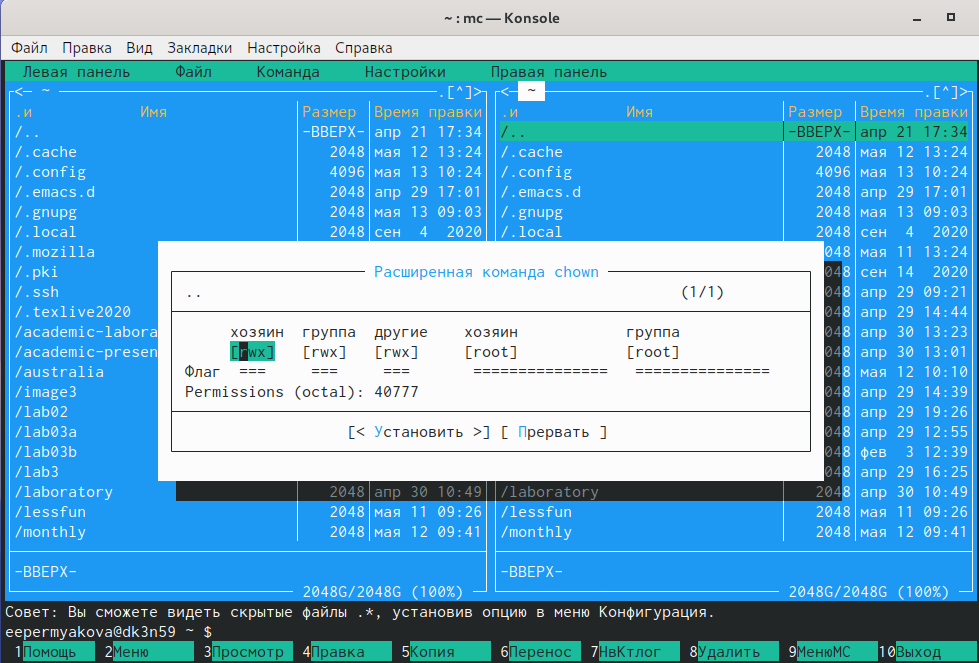 ~ : mc — Konsole
Файл Правка Вид Закладки Настройка Справка
Левая панель Файл Команда Настройки Правая панель
<— ~ .[^]> <— ~ .[^]>
.и Имя Размер Время правки .и Имя Размер Время правки
/.. -ВВЕРХ- апр 21 17:34 /.. -ВВЕРХ- апр 21 17:34
/.cache 2048 мая 12 13:24 /.cache 2048 мая 12 13:24
/.config 4096 мая 13 10:24 /.config 4096 мая 13 10:24
/.emacs.d 2048 апр 29 17:01 /.emacs.d 2048 апр 29 17:01
/.gnupg 2048 мая 13 09:03 /.gnupg 2048 мая 13 09:03
/.local 2048 сен 4 2020 /.local 2048 сен 4 2020
/.mozilla 048 мая 11 13:24
/.pki Расширенная команда chown 048 сен 14 2020
/.ssh .. (1/1) 048 апр 29 09:21
/.texlive2020 048 апр 29 14:44
/academic-labora хозяин группа другие хозяин группа 048 апр 30 13:23
/academic-presen [rwx] [rwx] [rwx] [root] [root] 048 апр 30 13:01
/australia Флаг === === === =============== =============== 048 мая 12 10:10
/image3 Permissions (octal): 40777 048 апр 29 14:39
/lab02 048 апр 29 19:26
/lab03a [< Установить >] [ Прервать ] 048 апр 29 12:55
/lab03b 048 фев 3 12:39
/lab3 048 апр 29 16:25
/laboratory 2048 апр 30 10:49 /laboratory 2048 апр 30 10:49
/lessfun 2048 мая 11 09:26 /lessfun 2048 мая 11 09:26
/monthly 2048 мая 12 09:41 /monthly 2048 мая 12 09:41
-ВВЕРХ- -ВВЕРХ-
2048G/2048G (100%) 2048G/2048G (100%)
Совет: Вы сможете видеть скрытые файлы .*, установив опцию в меню Конфигурация.
eepermyakova@dk3n59 ~ $
1Помощь 2Меню 3Просмотр 4Правка 5Копия 6Перенос 7НвКтлог 8Удалить 9МенюМС 10Выход